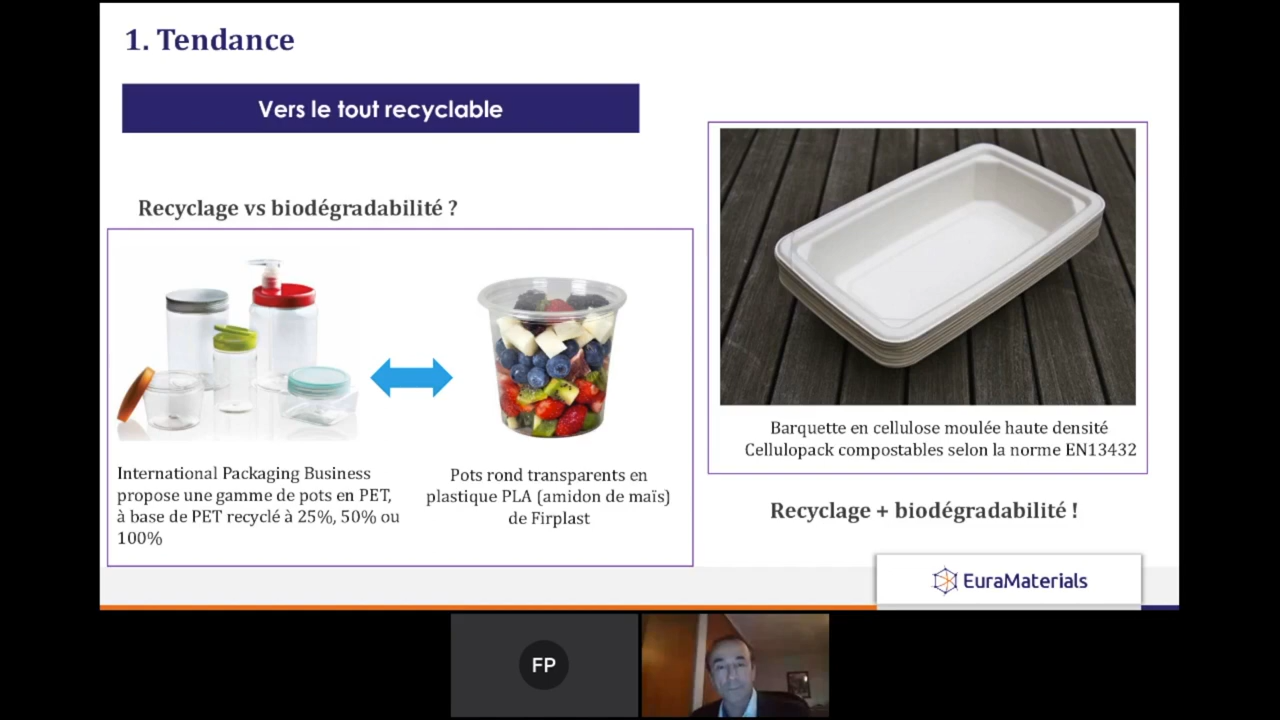 1. Tendance
Vers le tout recyclable
Recyclage vs biodégradabilité ?
International Packaging Business
propose une gamme de pots en PET,
à base de PET recyclé à 25%, 50% ou
100%
Pots rond transparents en
plastique PLA (amidon de maïs)
de Firplast
Barquette en cellulose moulée haute densité
Cellulopack compostables selon la norme EN13432
Recyclage + biodégradabilité !
EuraMaterials
FP